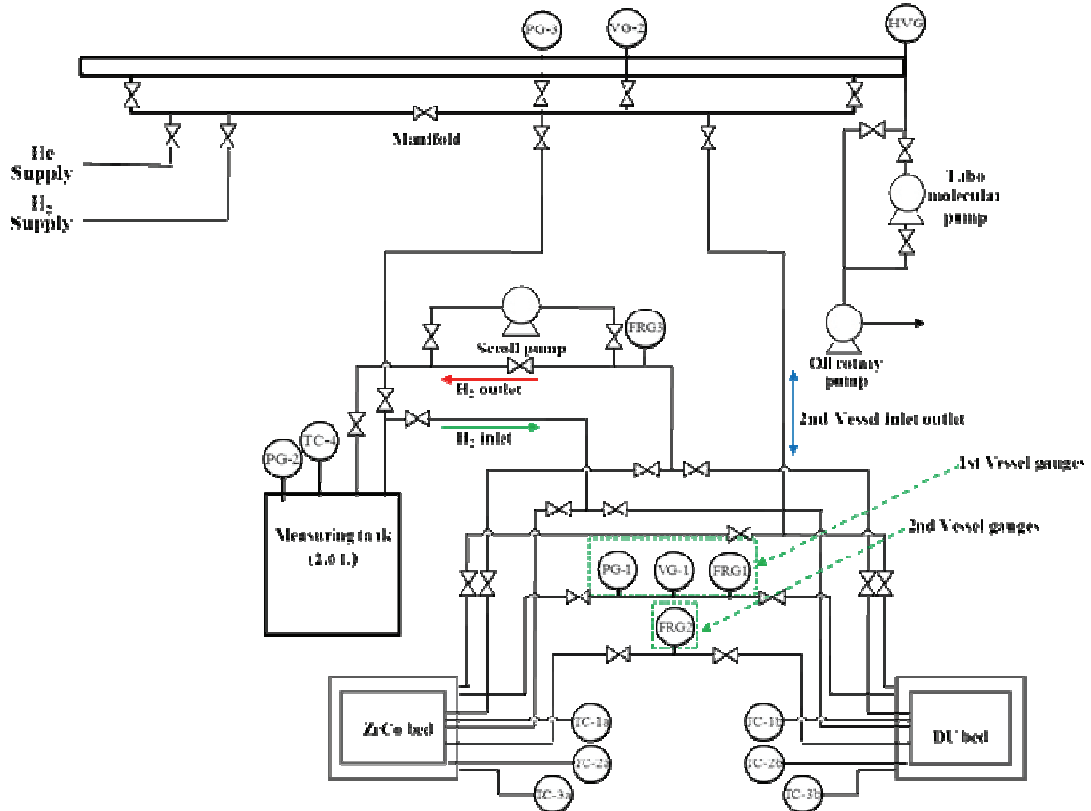 PG-3
VG-2
HVG
Manifold
He
Supply
H2
Supply
molecular
pump
FRG3
Scroll pump
Oil rotary
pump
H2 outlet
2nd Vessel inlet outlet
H2 inlet
TC-4
PG-2
1st Vessel gauges
2nd Vessel gauges
Measuring tank
(2.0 L)
PG-1
VG-1
FRG1
FRG2
ZrCo bed
TC-1a
TC-1b
DU bed
TC-2a
TC-2b
TC-3a
TC-3b